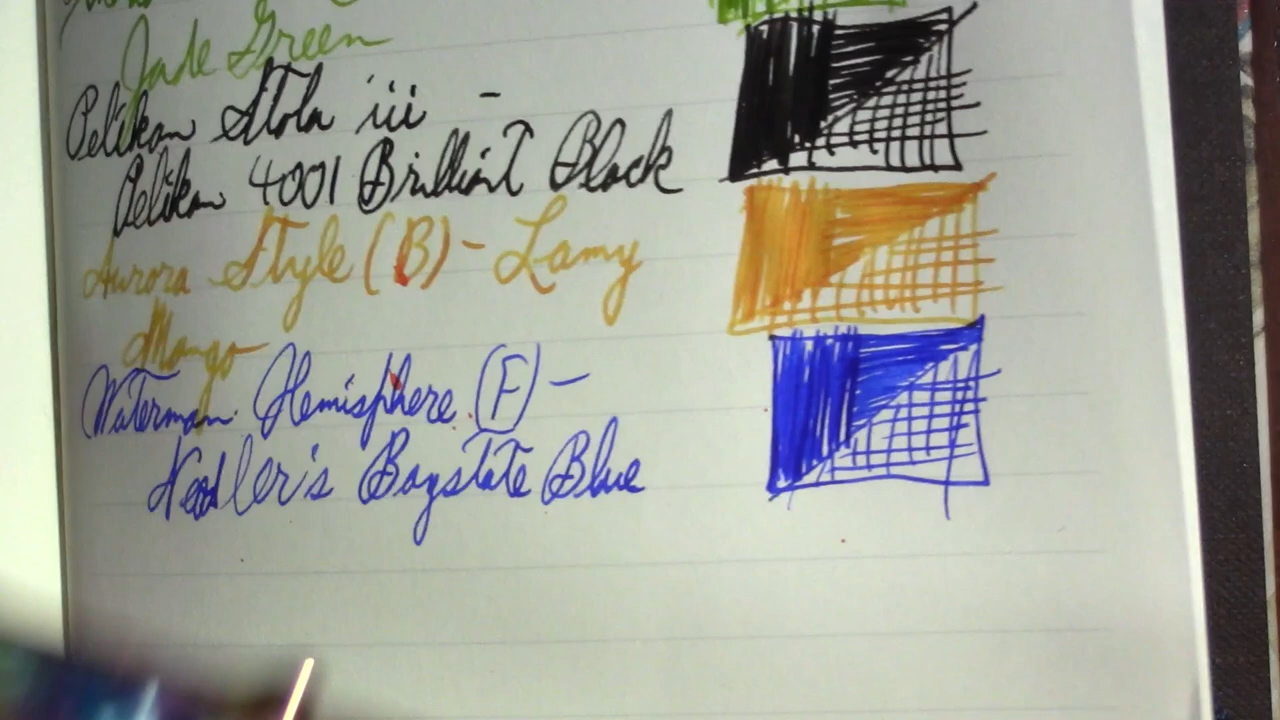 Jade Green
Pelikan Stola iii -
Pelikan 4001 Brilliant Black
Aurora Style (B) - Lamy
Mango
Waterman Hemisphere (F) -
Noodler's Baystate Blue